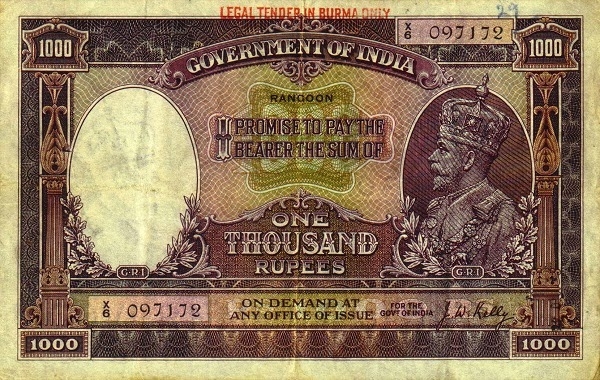 LEGAL TENDER IN BURMA ONLY
29
X/6 097172
1000
1000
GOVERNMENT OF INDIA
RANGOON
I PROMISE TO PAY THE
BEARER THE SUM OF
ONE
THOUSAND
RUPEES
G·R·I
G·R·I
X/6 097172
ON DEMAND AT
ANY OFFICE OF ISSUE
FOR THE
GOVT OF INDIA
J. W. Kelly
1000
1000